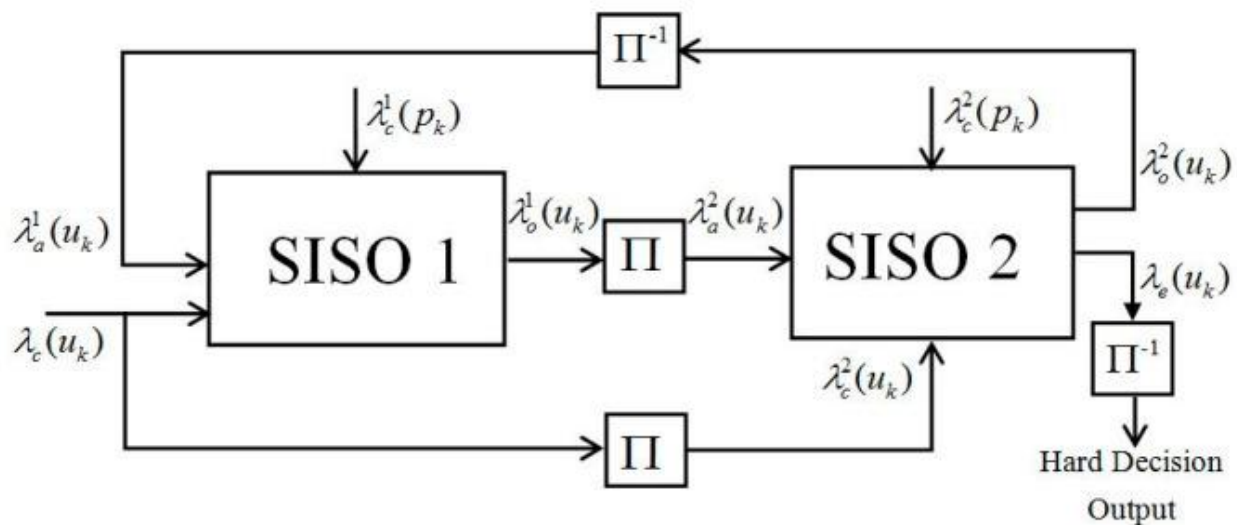 Π⁻¹
λ_c^1(p_k)
λ_c^2(p_k)
λ_o^2(u_k)
λ_a^1(u_k)
SISO 1
λ_o^1(u_k)
Π
λ_a^2(u_k)
SISO 2
λ_e(u_k)
λ_c(u_k)
λ_c^2(u_k)
Π⁻¹
Π
Hard Decision
Output